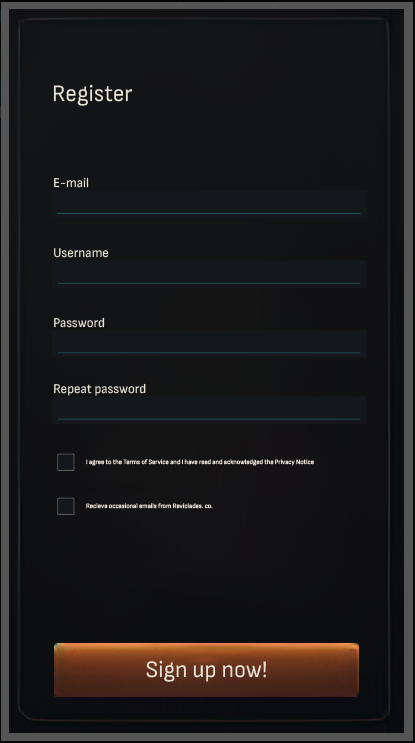 Register
E-mail
Username
Password
Repeat password
I agree to the Terms of Service and I have read and acknowledged the Privacy Notice
Recieve occasional emails from Reviclades. co.
Sign up now!